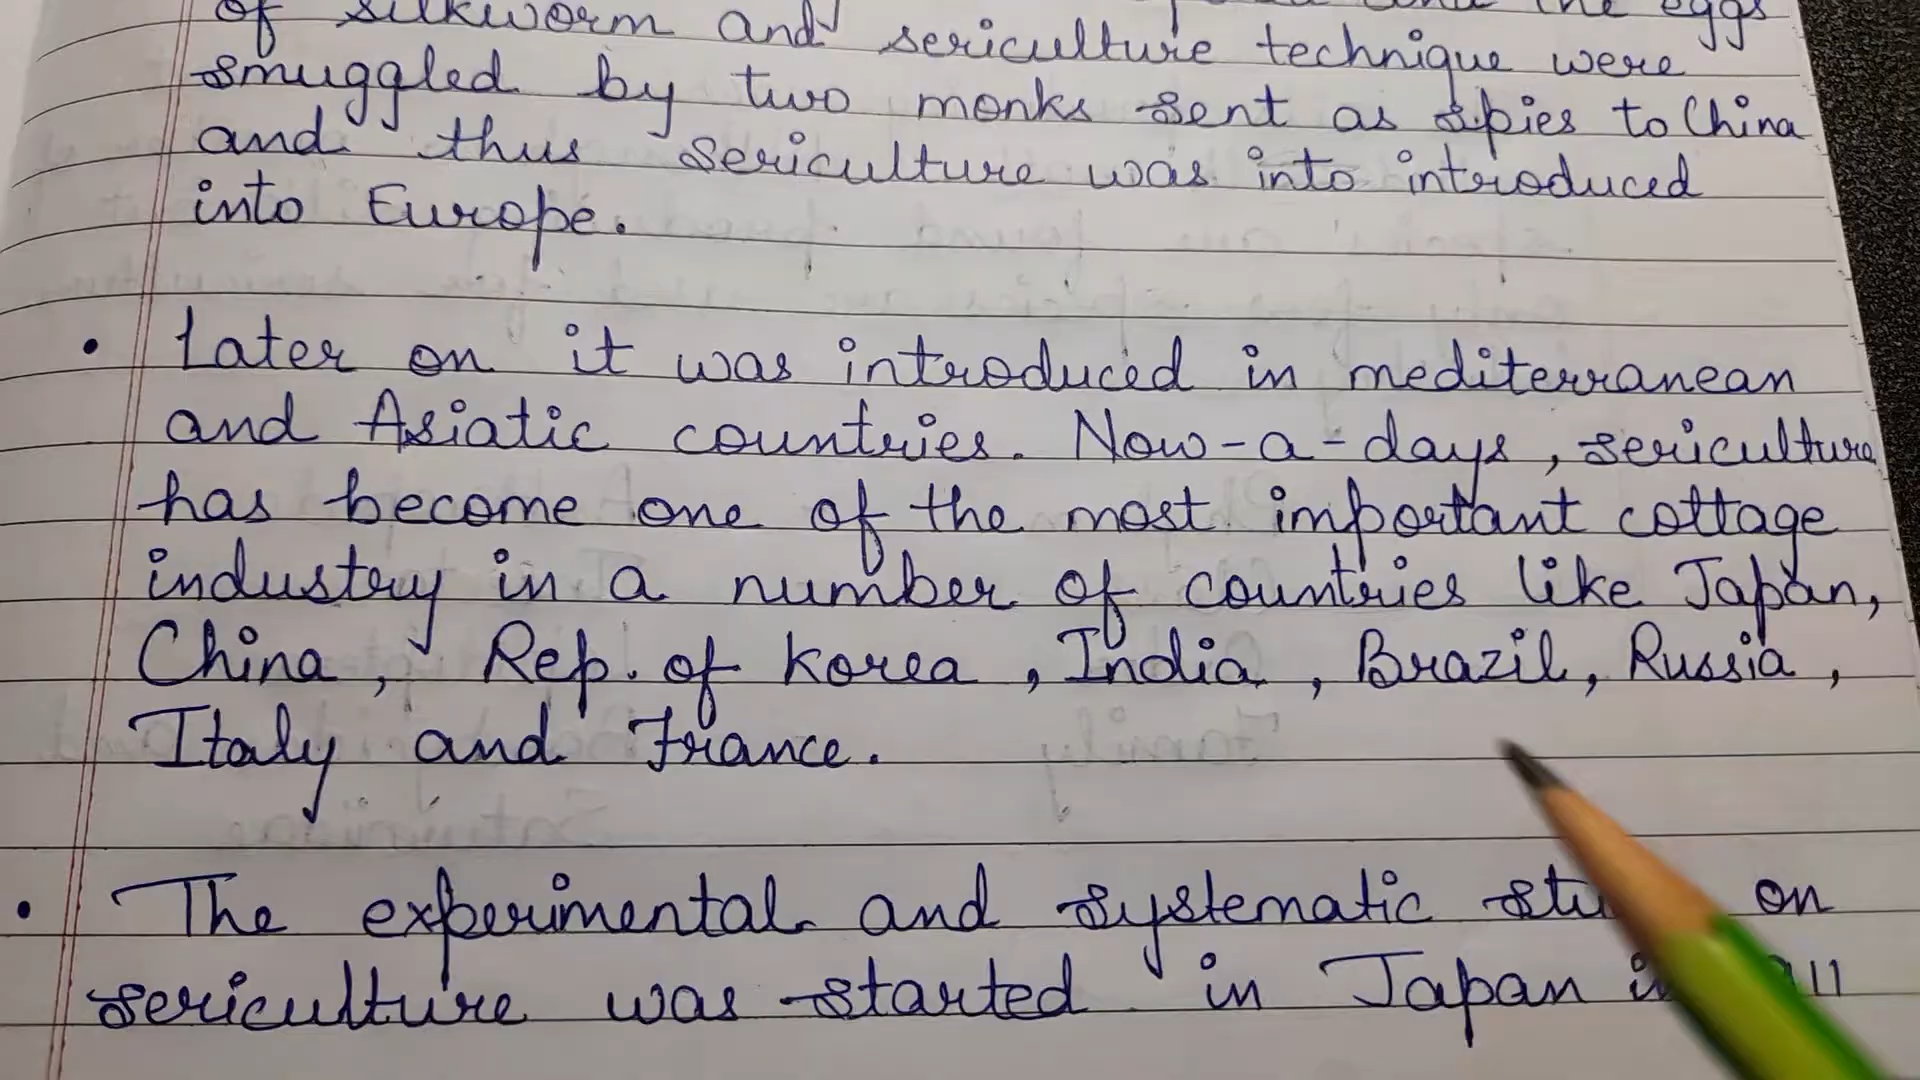 of silkworm and the eggs
and sericulture technique were
smuggled by two monks sent as spies to China
and thus sericulture was into introduced
into Europe.
• Later on it was introduced in mediterranean
and Asiatic countries. Now-a-days, sericulture
has become one of the most important cottage
industry in a number of countries like Japan,
China, Rep. of Korea, India, Brazil, Russia,
Italy and France.
• The experimental and systematic on
sericulture was started in Japan